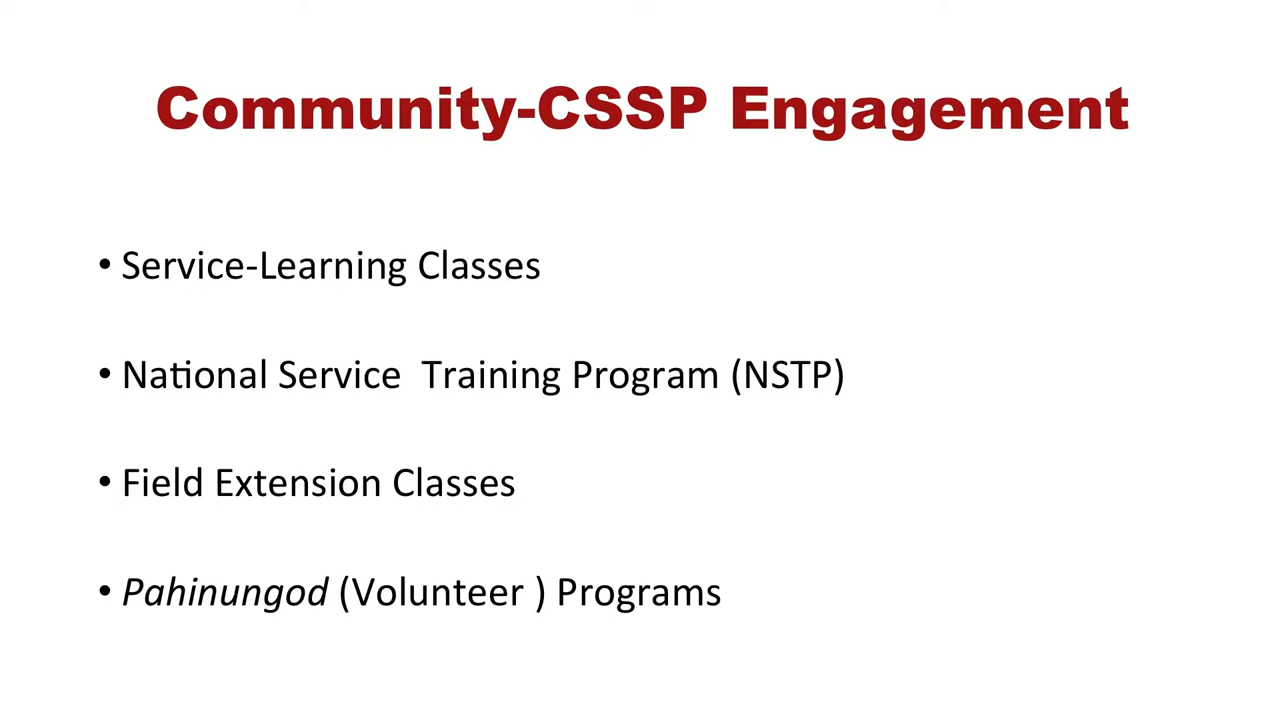 Community-CSSP Engagement
• Service-Learning Classes
• National Service  Training Program (NSTP)
• Field Extension Classes
• Pahinungod (Volunteer ) Programs